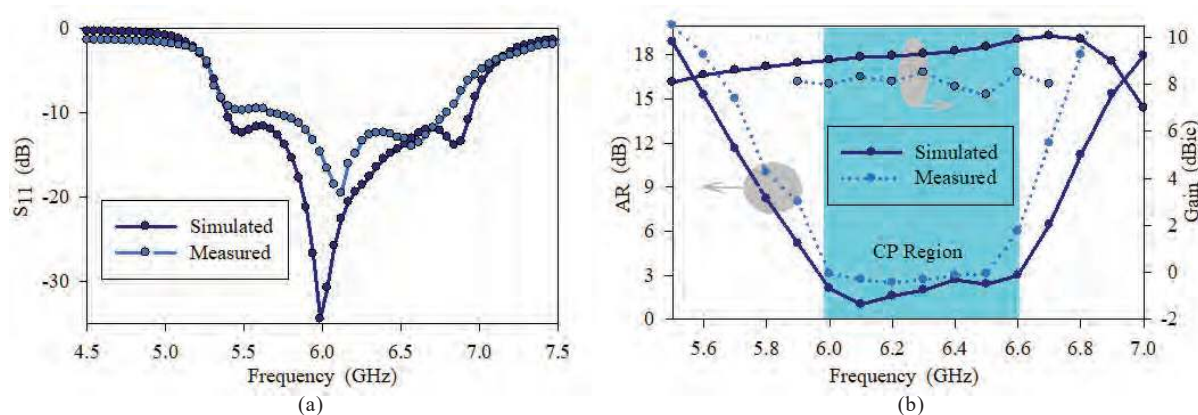 0
-10
-20
-30
S11 (dB)
Simulated
Measured
4.5 5.0 5.5 6.0 6.5 7.0 7.5
Frequency (GHz)
(a)
18
15
12
9
6
3
0
AR (dB)
10
8
6
4
2
0
-2
Gain (dBic)
Simulated
Measured
CP Region
5.6 5.8 6.0 6.2 6.4 6.6 6.8 7.0
Frequency (GHz)
(b)